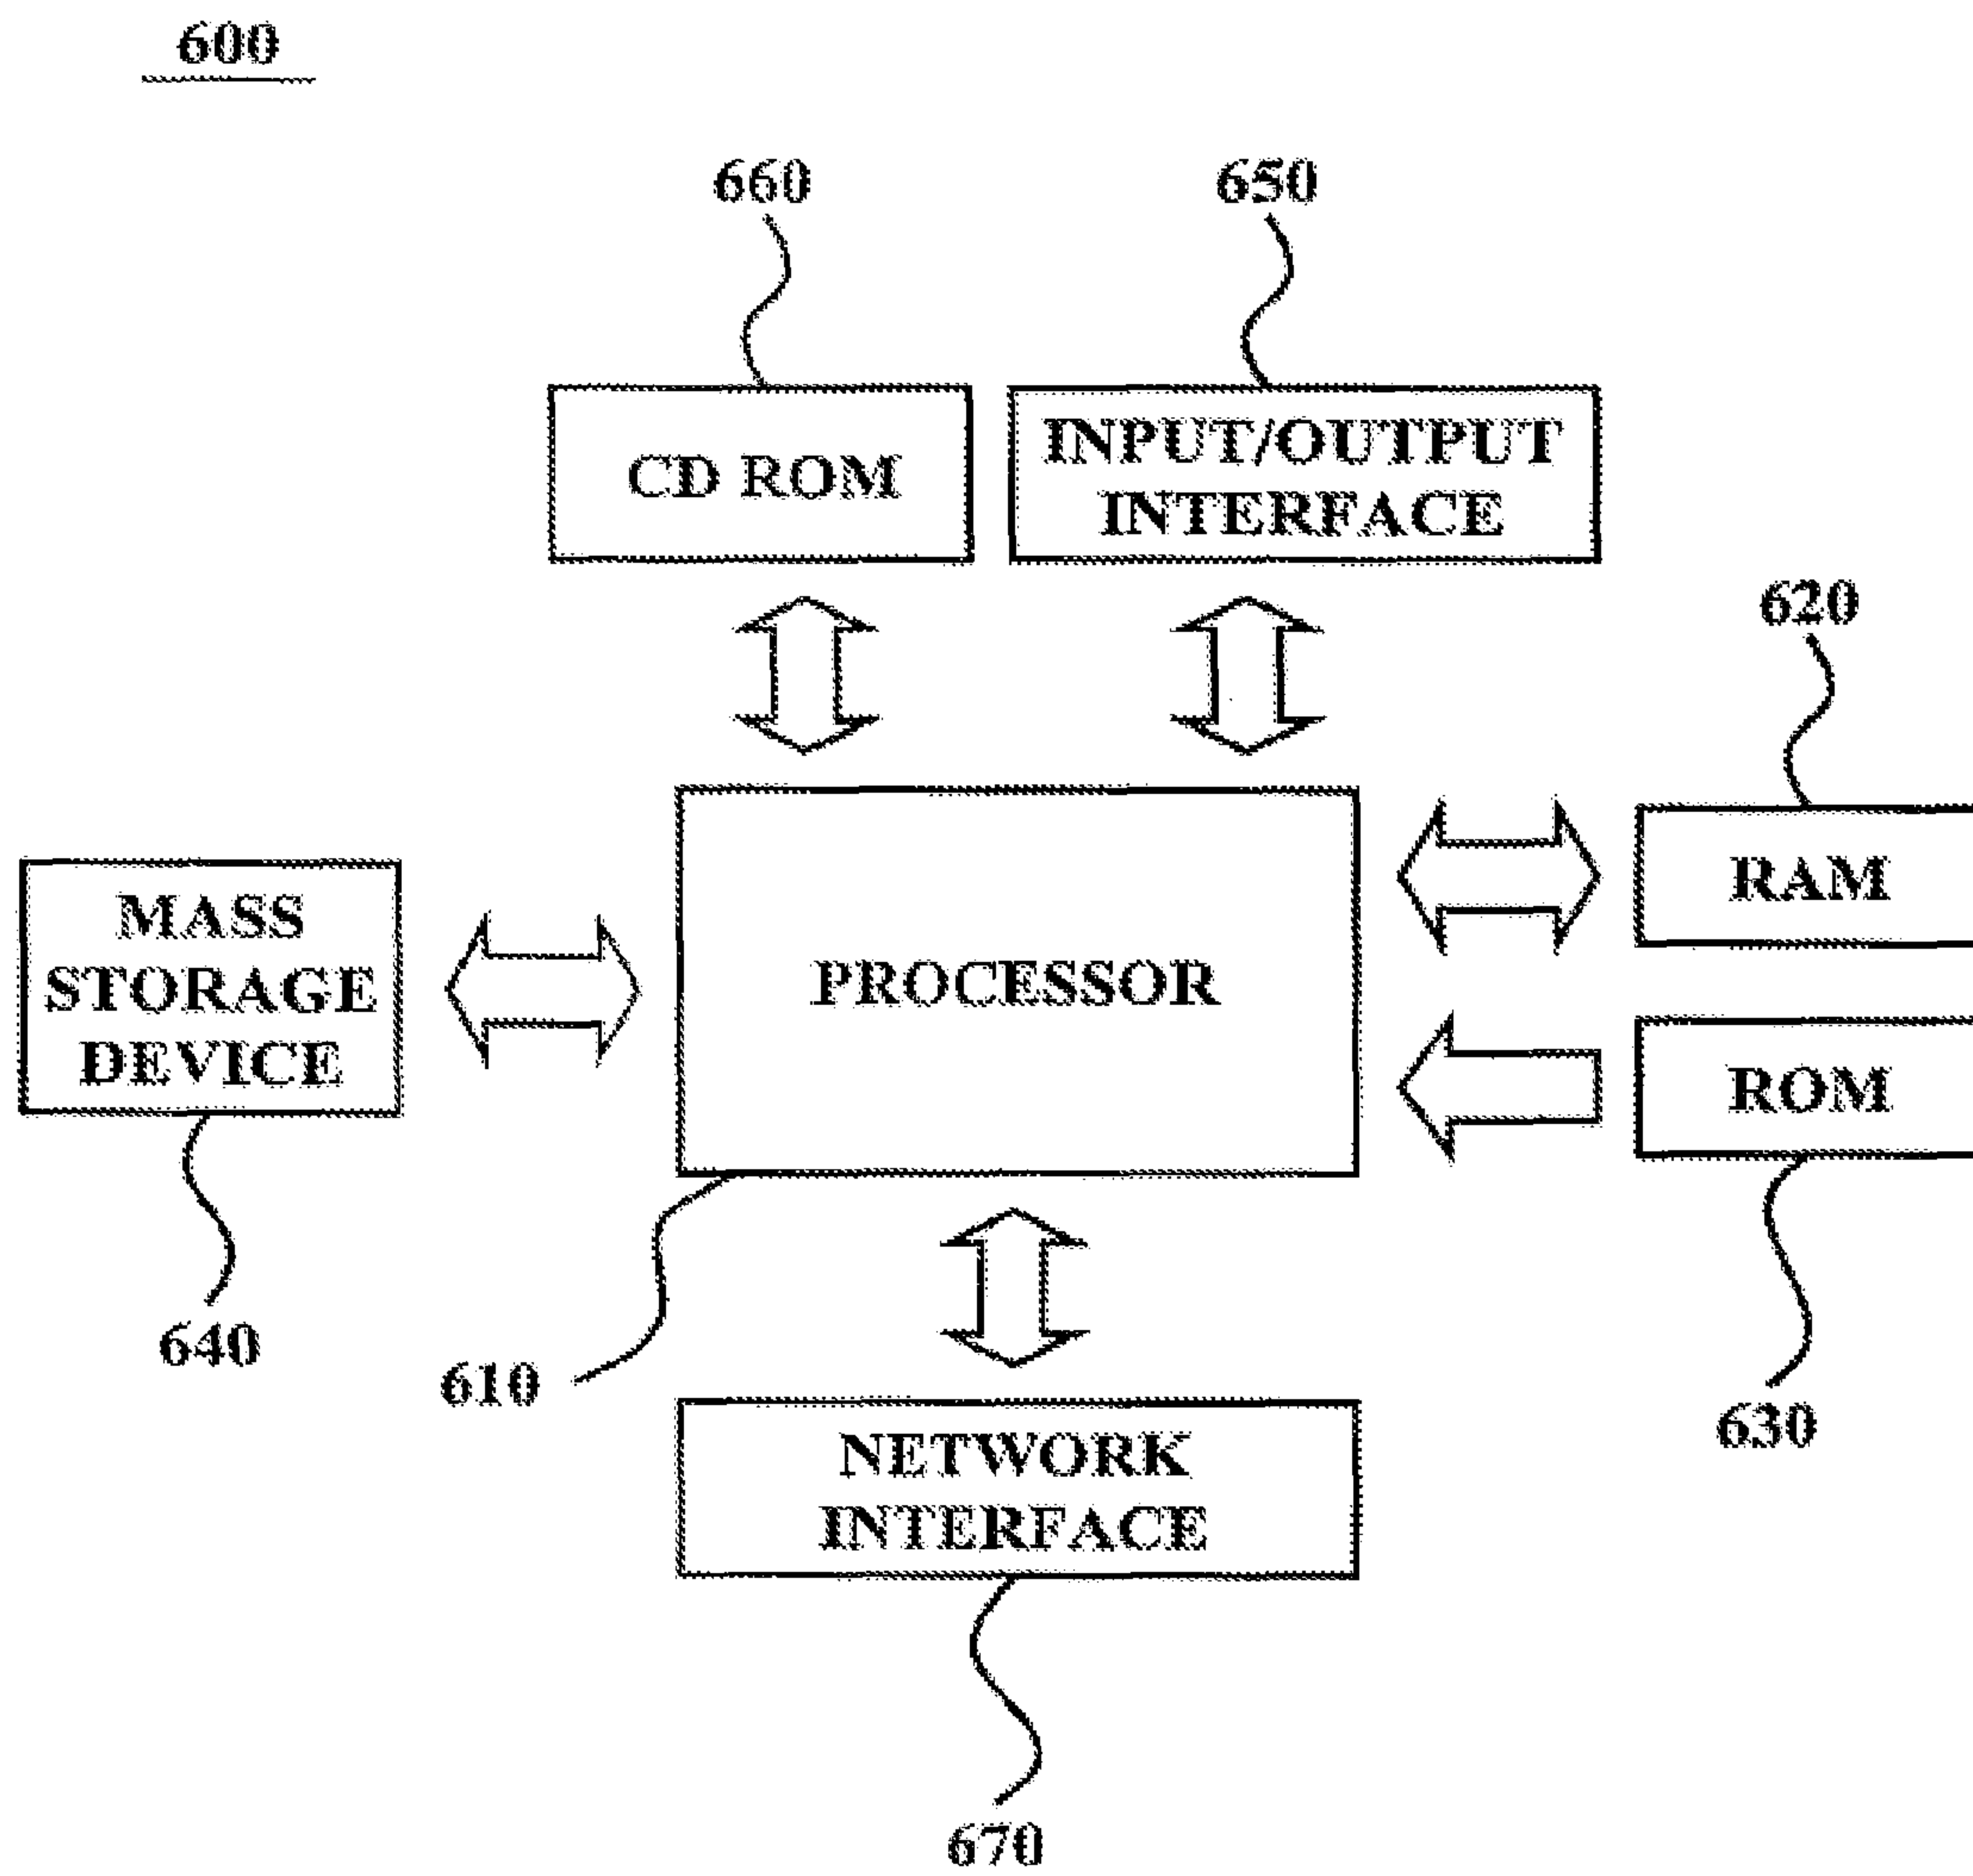 600
660
650
CD ROM
INPUT/OUTPUT
INTERFACE
620
RAM
MASS
STORAGE
DEVICE
PROCESSOR
ROM
640
610
630
NETWORK
INTERFACE
670